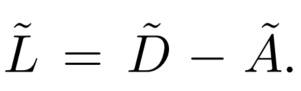 L̃ = D̃ − Ã.